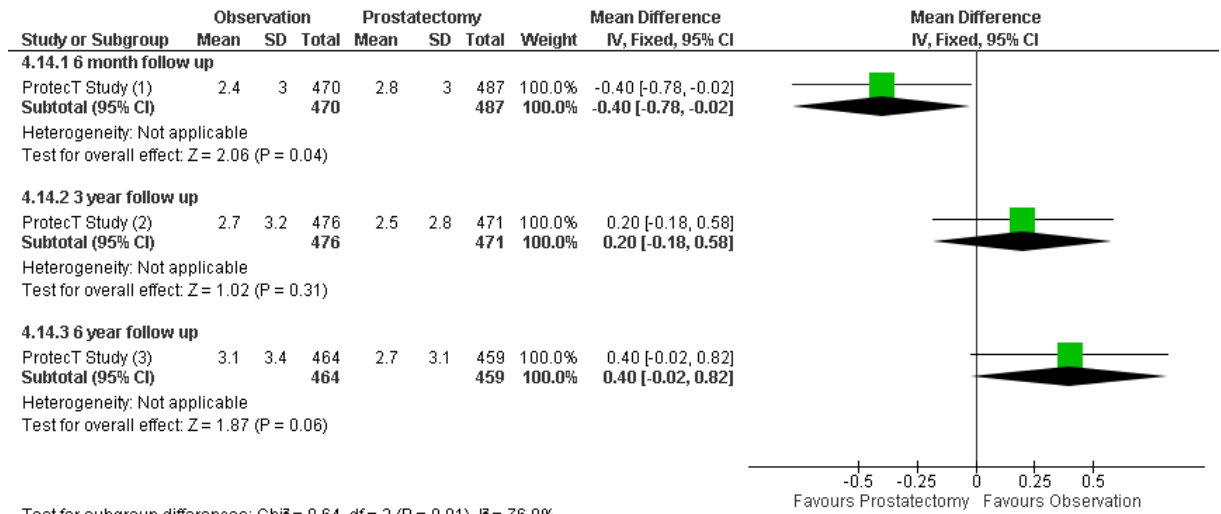 Observation Prostatectomy Mean Difference Mean Difference
Study or Subgroup Mean SD Total Mean SD Total Weight IV, Fixed, 95% CI IV, Fixed, 95% CI
4.14.1 6 month follow up
ProtecT Study (1) 2.4 3 470 2.8 3 487 100.0% -0.40 [-0.78, -0.02]
Subtotal (95% CI) 470 487 100.0% -0.40 [-0.78, -0.02]
Heterogeneity: Not applicable
Test for overall effect: Z = 2.06 (P = 0.04)
4.14.2 3 year follow up
ProtecT Study (2) 2.7 3.2 476 2.5 2.8 471 100.0% 0.20 [-0.18, 0.58]
Subtotal (95% CI) 476 471 100.0% 0.20 [-0.18, 0.58]
Heterogeneity: Not applicable
Test for overall effect: Z = 1.02 (P = 0.31)
4.14.3 6 year follow up
ProtecT Study (3) 3.1 3.4 464 2.7 3.1 459 100.0% 0.40 [-0.02, 0.82]
Subtotal (95% CI) 464 459 100.0% 0.40 [-0.02, 0.82]
Heterogeneity: Not applicable
Test for overall effect: Z = 1.87 (P = 0.06)
-0.5 -0.25 0 0.25 0.5
Favours Prostatectomy Favours Observation